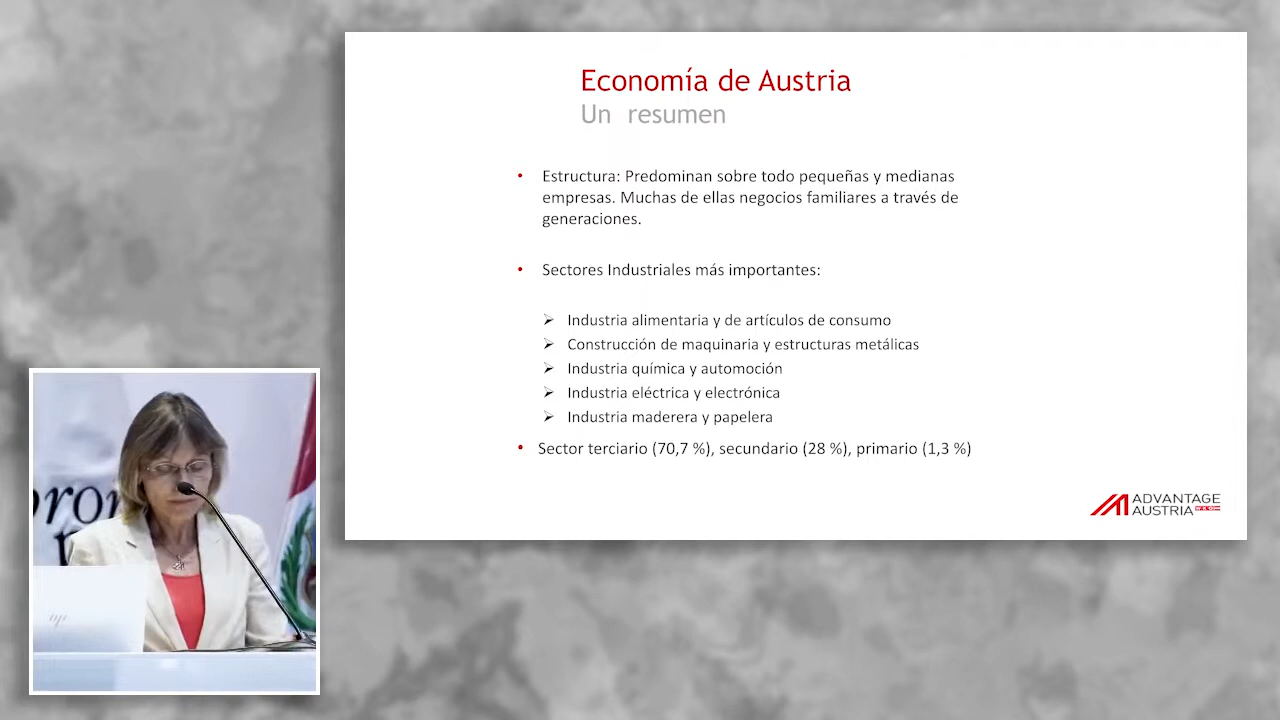 Economía de Austria
Un resumen
• Estructura: Predominan sobre todo pequeñas y medianas
empresas. Muchas de ellas negocios familiares a través de
generaciones.
• Sectores Industriales más importantes:
➢ Industria alimentaria y de artículos de consumo
➢ Construcción de maquinaria y estructuras metálicas
➢ Industria química y automoción
➢ Industria eléctrica y electrónica
➢ Industria maderera y papelera
• Sector terciario (70,7 %), secundario (28 %), primario (1,3 %)
ADVANTAGE
AUSTRIA
hp